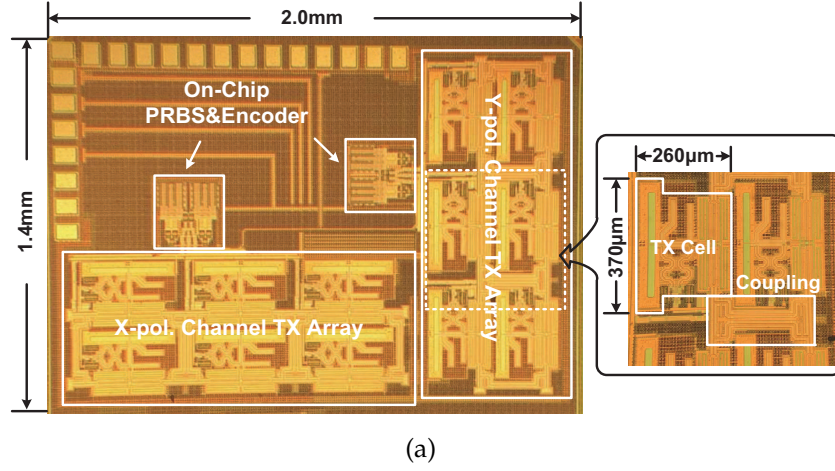 2.0mm
1.4mm
On-Chip
PRBS&Encoder
Y-pol. Channel TX Array
X-pol. Channel TX Array
260μm
370μm
TX Cell
Coupling
(a)